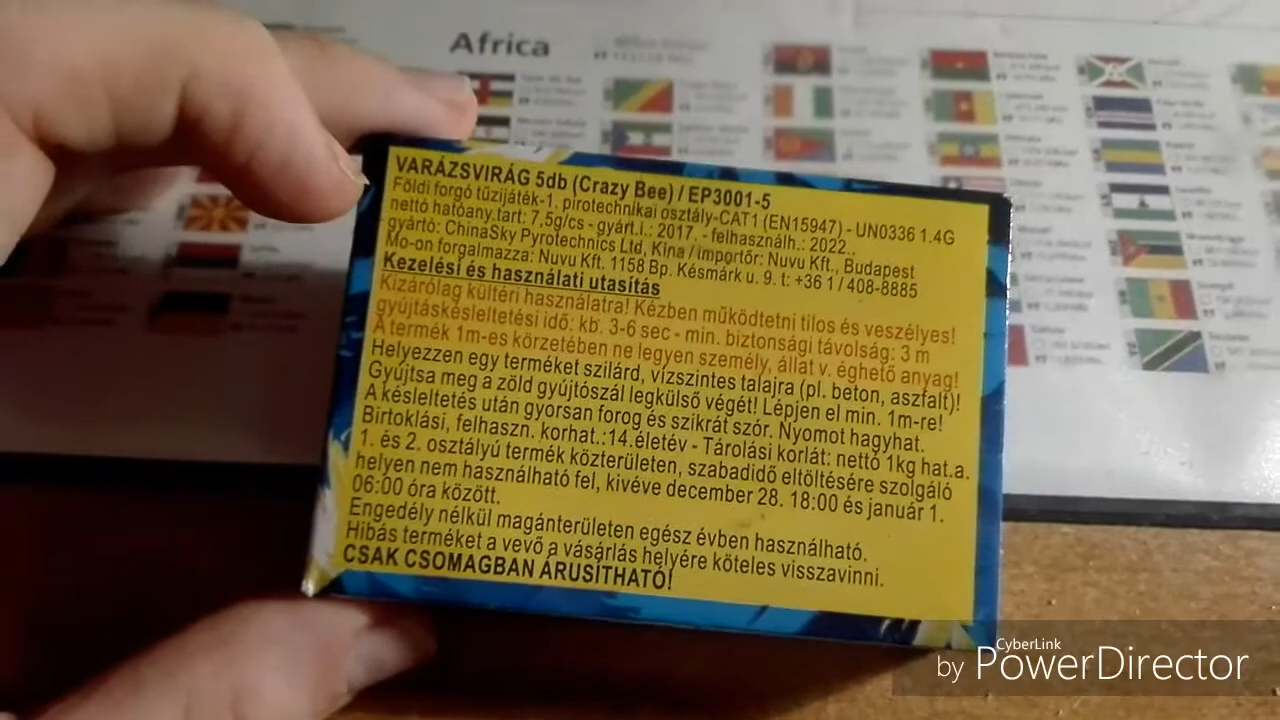 Africa
VARÁZSVIRÁG 5db (Crazy Bee) / EP3001-5
Földi forgó tűzijáték-1. pirotechnikai osztály-CAT1 (EN15947) - UN0336 1.4G
nettó hatóany.tart: 7,5g/cs - gyárt.i.: 2017. - felhasználh.: 2022..
gyártó: ChinaSky Pyrotechnics Ltd, Kína / importőr: Nuvu Kft., Budapest
Mo-on forgalmazza: Nuvu Kft. 1158 Bp. Késmárk u. 9. t: +36 1 / 408-8885
Kezelési és használati utasítás
Kizárólag kültéri használatra! Kézben működtetni tilos és veszélyes!
gyújtáskésleltetési idő: kb. 3-6 sec - min. biztonsági távolság: 3 m
A termék 1m-es körzetében ne legyen személy, állat v. éghető anyag!
Helyezzen egy terméket szilárd, vízszintes talajra (pl. beton, aszfalt)!
Gyújtsa meg a zöld gyújtószál legkülső végét! Lépjen el min. 1m-re!
A késleltetés után gyorsan forog és szikrát szór. Nyomot hagyhat.
Birtoklási, felhaszn. korhat.:14.életév - Tárolási korlát: nettó 1kg hat.a.
1. és 2. osztályú termék közterületen, szabadidő eltöltésére szolgáló
helyen nem használható fel, kivéve december 28. 18:00 és január 1.
06:00 óra között.
Engedély nélkül magánterületen egész évben használható.
Hibás terméket a vevő a vásárlás helyére köteles visszavinni.
CSAK CSOMAGBAN ÁRUSÍTHATÓ!
CyberLink
by PowerDirector